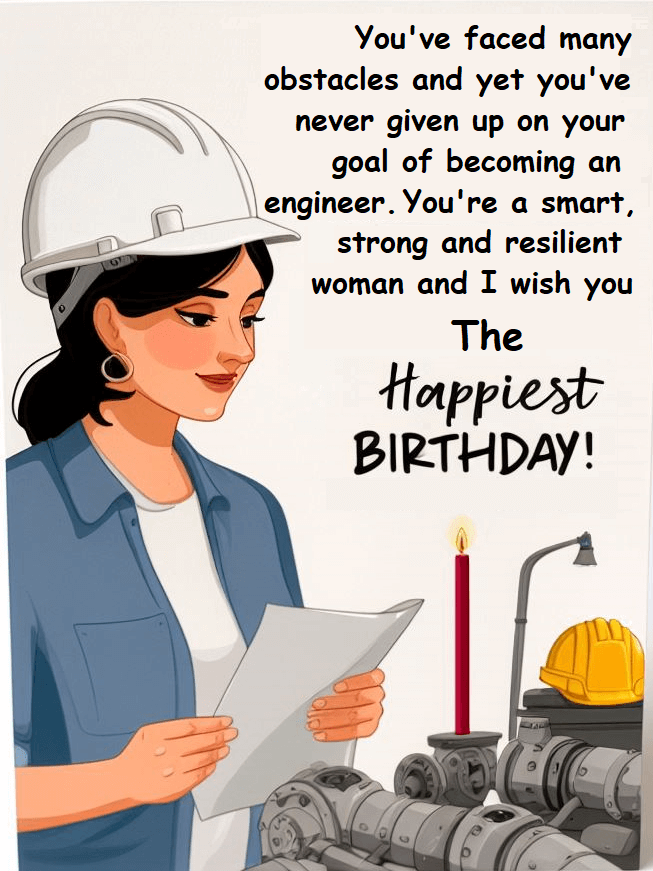 You've faced many
obstacles and yet you've
never given up on your
goal of becoming an
engineer. You're a smart,
strong and resilient
woman and I wish you
The
Happiest
BIRTHDAY!